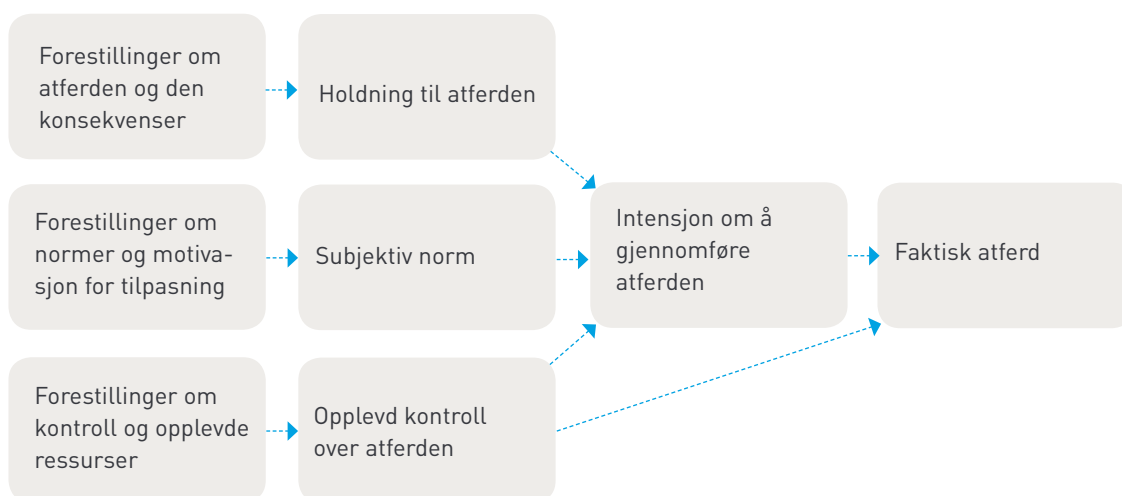 Forestillinger om
atferden og den
konsekvenser
Holdning til atferden
Forestillinger om
normer og motiva-
sjon for tilpasning
Subjektiv norm
Intensjon om å
gjennomføre
atferden
Faktisk atferd
Forestillinger om
kontroll og opplevde
ressurser
Opplevd kontroll
over atferden